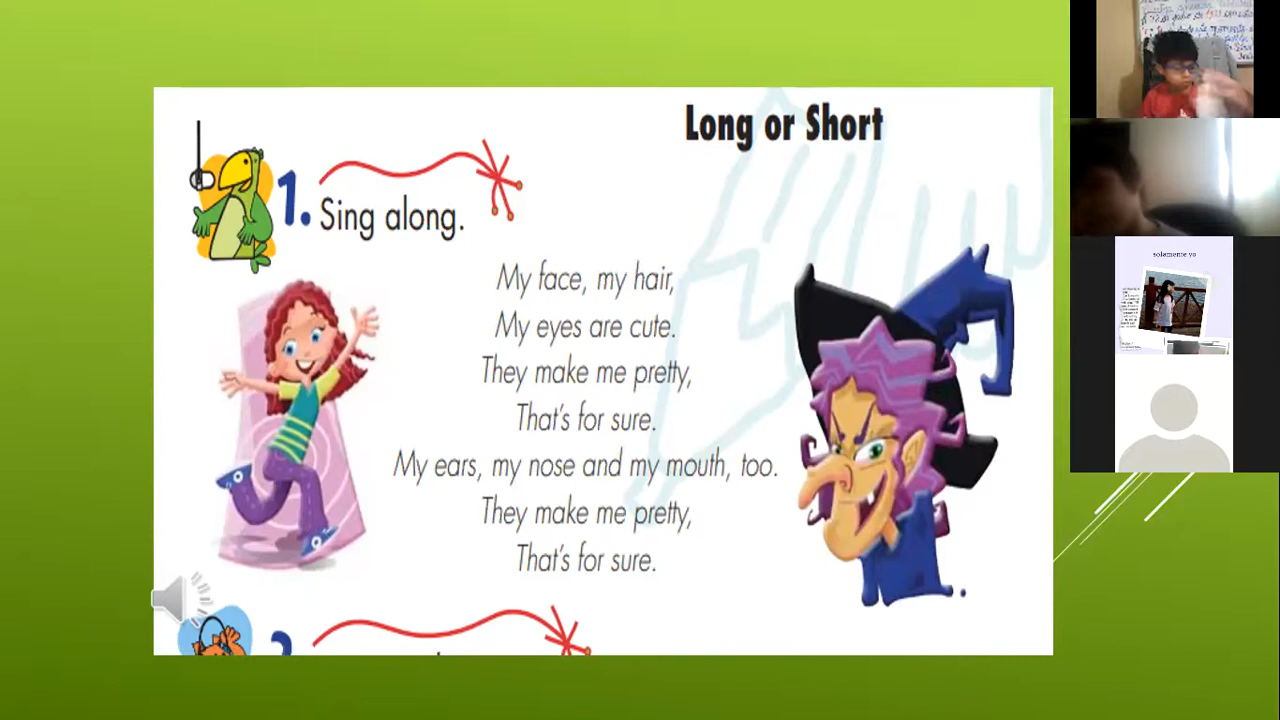 Long or Short
1. Sing along.
My face, my hair,
My eyes are cute.
They make me pretty,
That's for sure.
My ears, my nose and my mouth, too.
They make me pretty,
That's for sure.
solamente yo